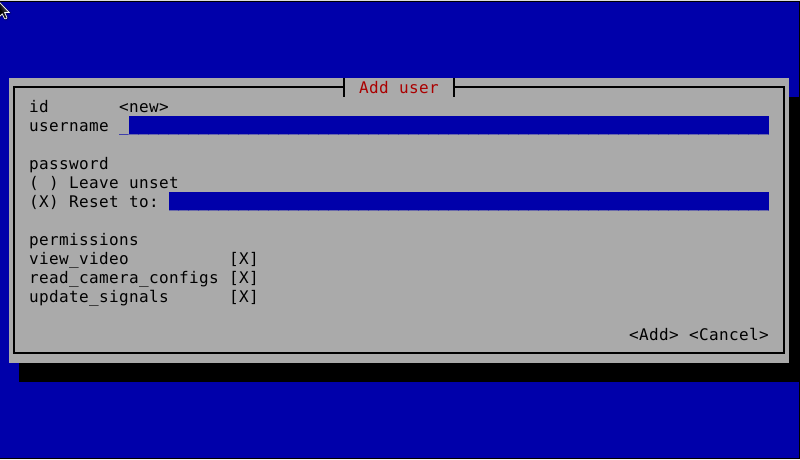 Add user
id <new>
username _
password
( ) Leave unset
(X) Reset to:
permissions
view_video [X]
read_camera_configs [X]
update_signals [X]
<Add> <Cancel>